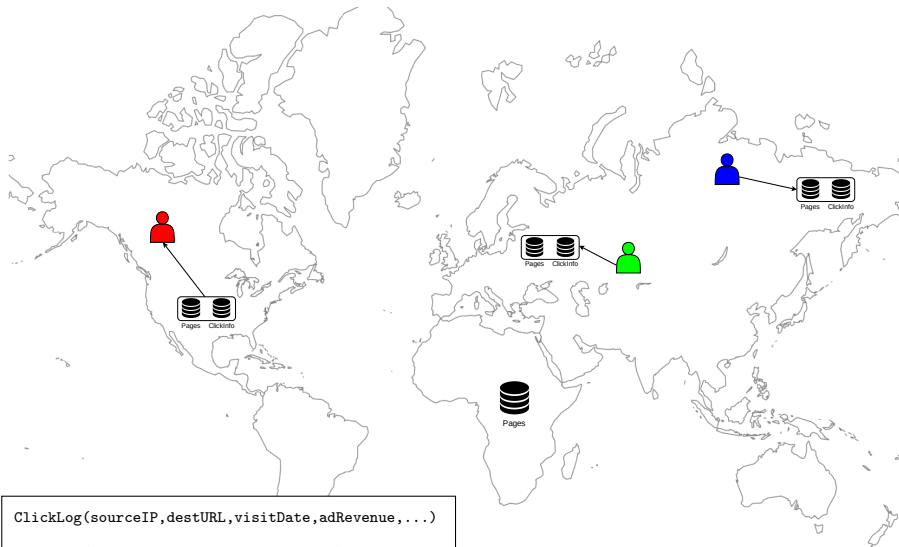 Pages ClickInfo
Pages ClickInfo
Pages ClickInfo
Pages
ClickLog(sourceIP,destURL,visitDate,adRevenue,...)